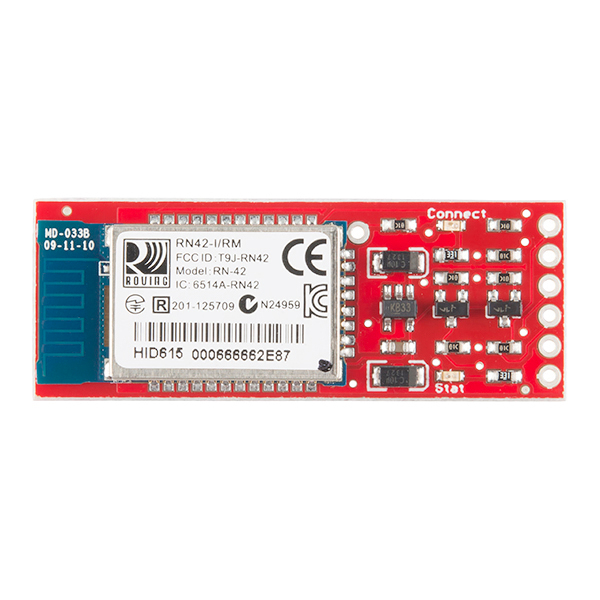 MD-033B
09-11-10
ROVING
RN42-I/RM
FCC ID: T9J-RN42
Model: RN-42
IC: 6514A-RN42
CE
R 201-125709 N24959
HID615 000666662E87
Connect
K833
Stat